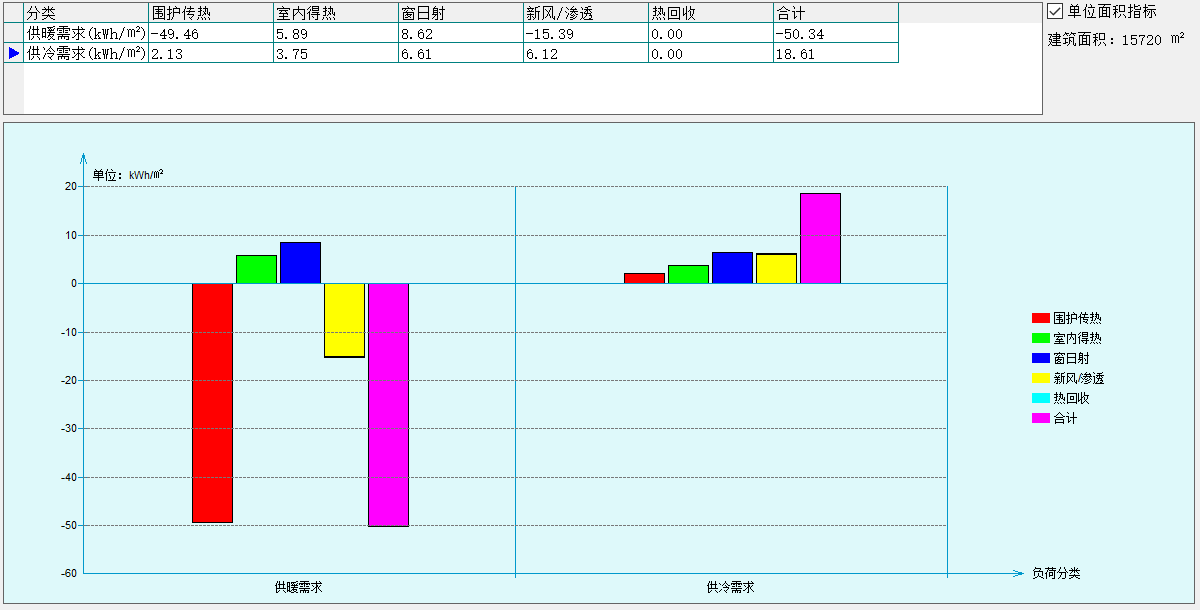 分类 围护传热 室内得热 窗日射 新风/渗透 热回收 合计
供暖需求(kWh/㎡) -49.46 5.89 8.62 -15.39 0.00 -50.34
供冷需求(kWh/㎡) 2.13 3.75 6.61 6.12 0.00 18.61
单位面积指标
建筑面积：15720 ㎡
单位：kWh/㎡
20
10
0
-10
-20
-30
-40
-50
-60
供暖需求 供冷需求
负荷分类
围护传热
室内得热
窗日射
新风/渗透
热回收
合计